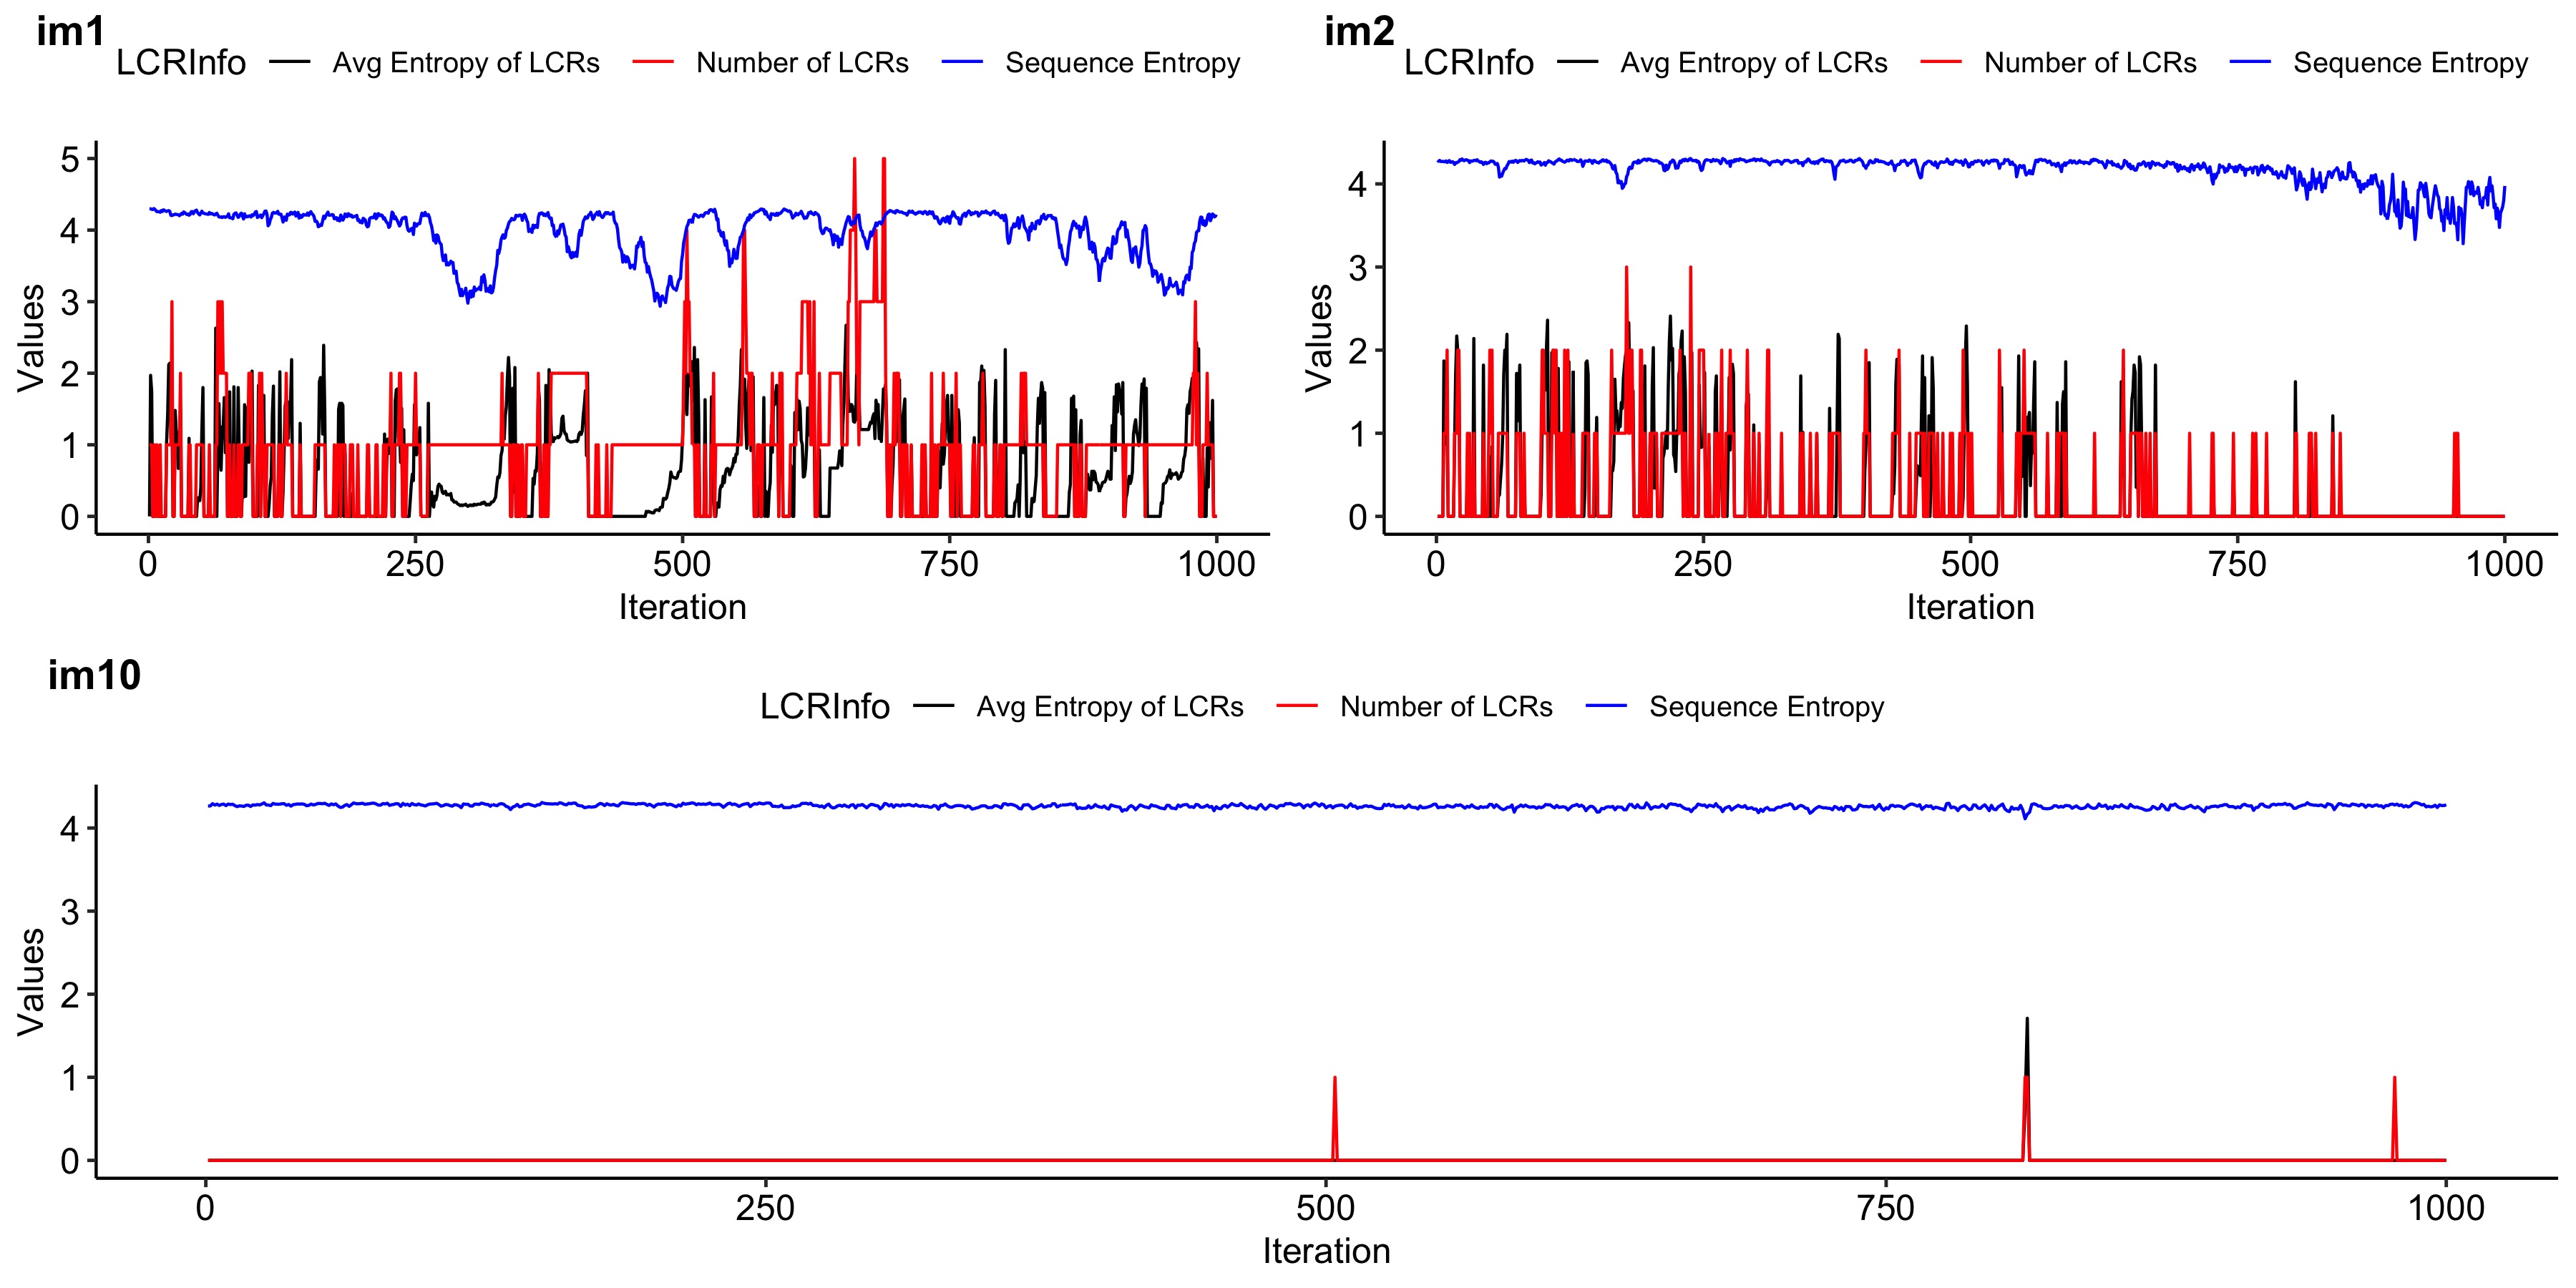 im1
LCRInfo Avg Entropy of LCRs Number of LCRs Sequence Entropy
5
4
3
2
1
0
Values
0 250 500 750 1000
Iteration
im2
LCRInfo Avg Entropy of LCRs Number of LCRs Sequence Entropy
4
3
2
1
0
Values
0 250 500 750 1000
Iteration
im10
LCRInfo Avg Entropy of LCRs Number of LCRs Sequence Entropy
4
3
2
1
0
Values
0 250 500 750 1000
Iteration